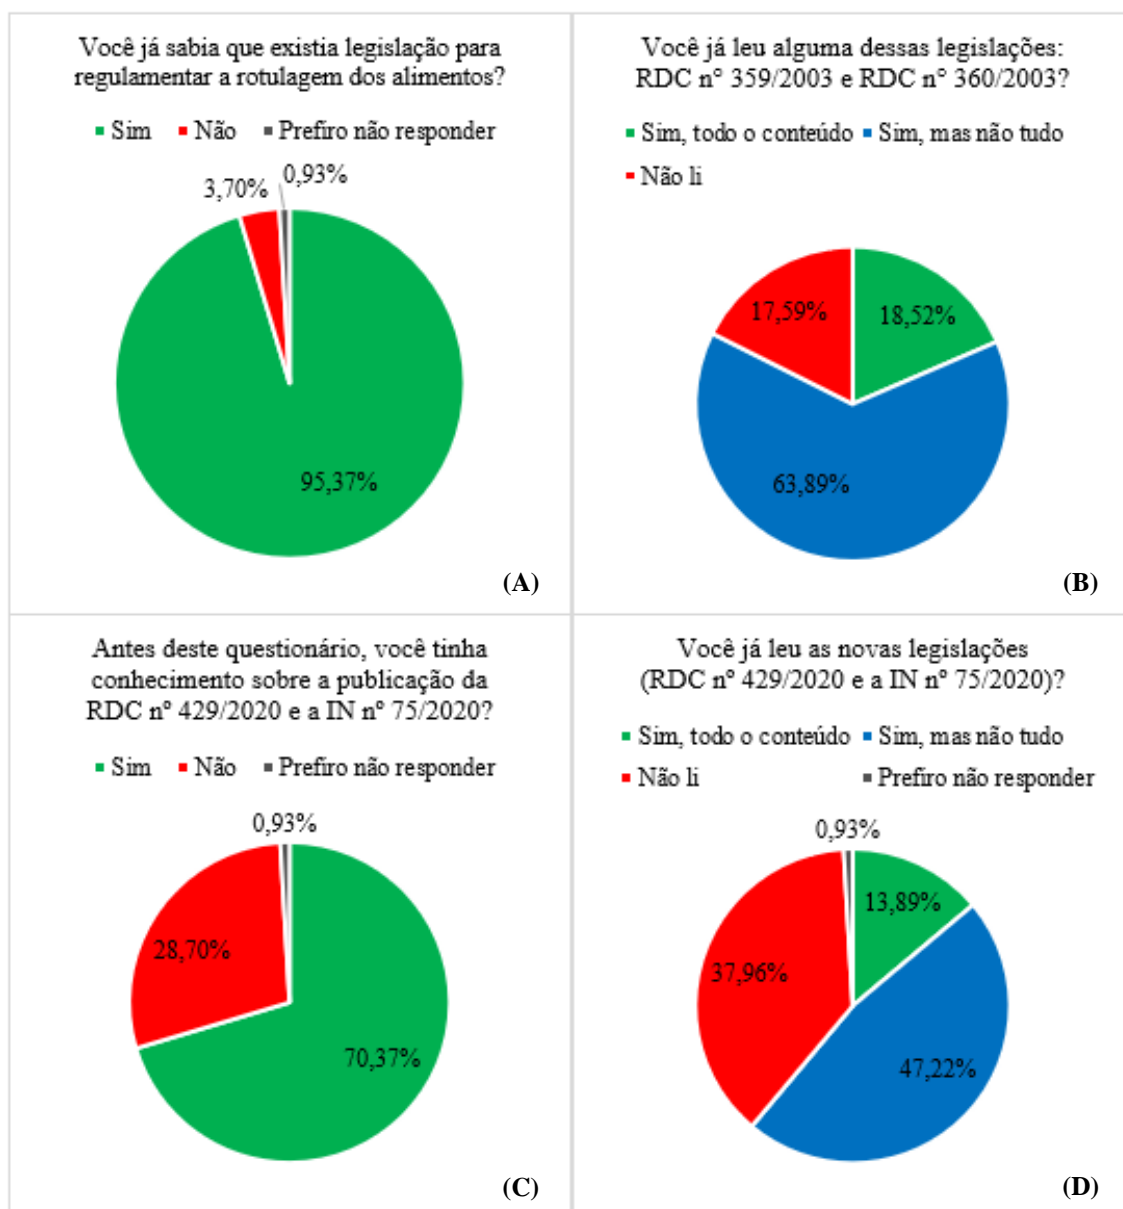 Você já sabia que existia legislação para
regulamentar a rotulagem dos alimentos?
Sim Não Prefiro não responder
0,93%
3,70%
95,37%
(A)
Você já leu alguma dessas legislações:
RDC n° 359/2003 e RDC n° 360/2003?
Sim, todo o conteúdo Sim, mas não tudo
Não li
17,59%
18,52%
63,89%
(B)
Antes deste questionário, você tinha
conhecimento sobre a publicação da
RDC nº 429/2020 e a IN nº 75/2020?
Sim Não Prefiro não responder
0,93%
28,70%
70,37%
(C)
Você já leu as novas legislações
(RDC nº 429/2020 e a IN nº 75/2020)?
Sim, todo o conteúdo Sim, mas não tudo
Não li Prefiro não responder
0,93%
13,89%
37,96%
47,22%
(D)